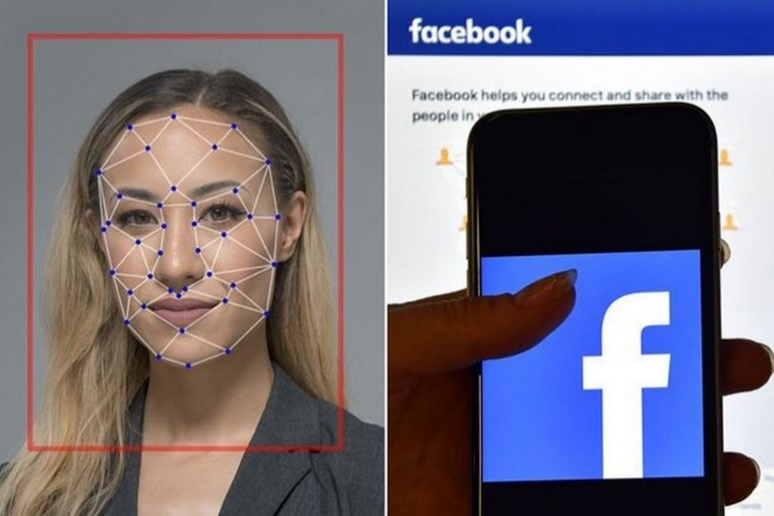 facebook
Facebook helps you connect and share with the
people in
f